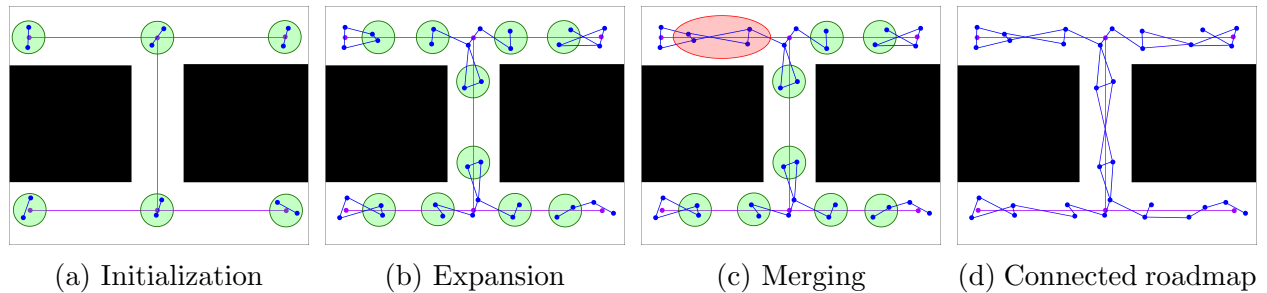 (a) Initialization
(b) Expansion
(c) Merging
(d) Connected roadmap